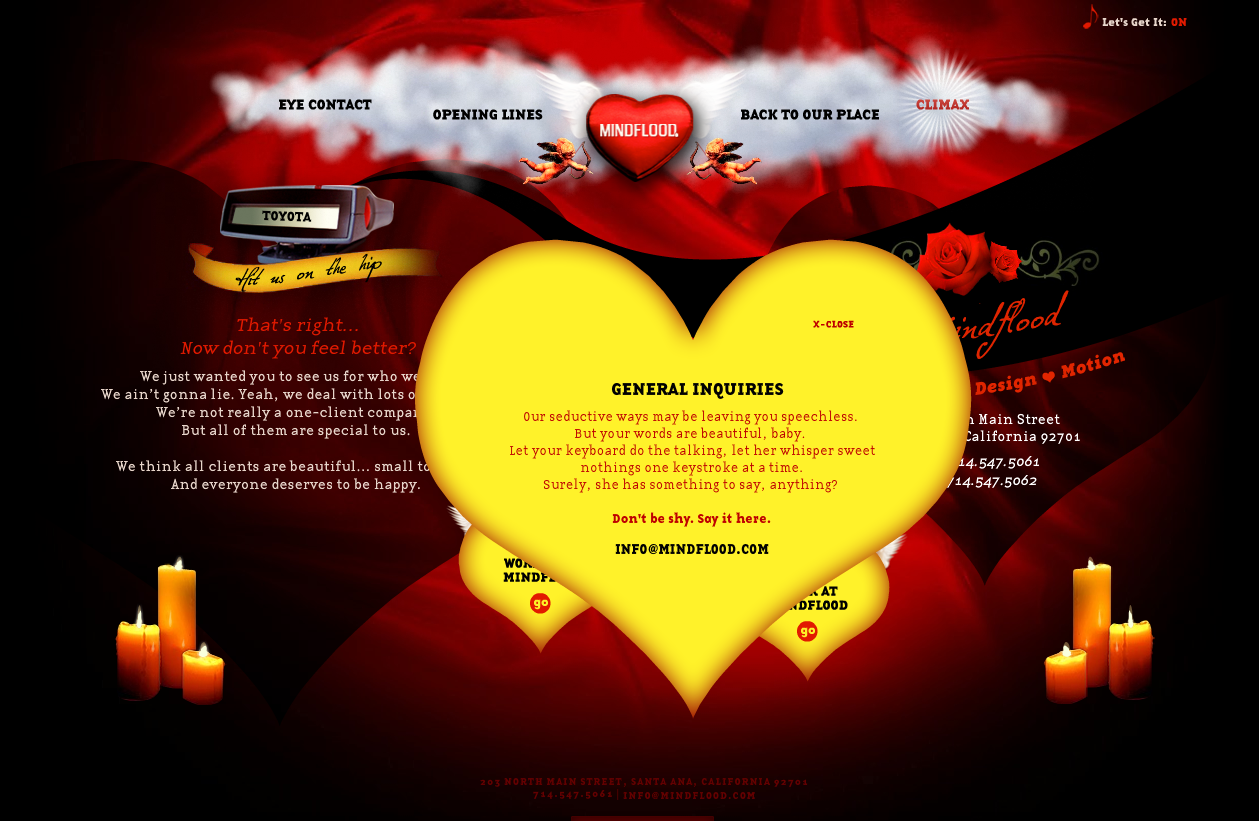 Let's Get It: ON
EYE CONTACT
OPENING LINES
MINDFLOOD
BACK TO OUR PLACE
CLIMAX
TOYOTA
Hit us on the hip
That's right...
Now don't you feel better?
We just wanted you to see us for who we
We ain't gonna lie. Yeah, we deal with lots
We're not really a one-client
But all of them are special to us.
We think all clients are beautiful... small
And everyone deserves to be happy.
X-CLOSE
GENERAL INQUIRIES
Our seductive ways may be leaving you speechless.
But your words are beautiful, baby.
Let your keyboard do the talking, let her whisper sweet
nothings one keystroke at a time.
Surely, she has something to say, anything?
Don't be shy. Say it here.
INFO@MINDFLOOD.COM
Design Motion
Main Street
California 92701
14.547.5061
714.547.5062
go
AT
go
203 NORTH MAIN STREET, SANTA ANA, CALIFORNIA 92701
714.547.5061 | INFO@MINDFLOOD.COM